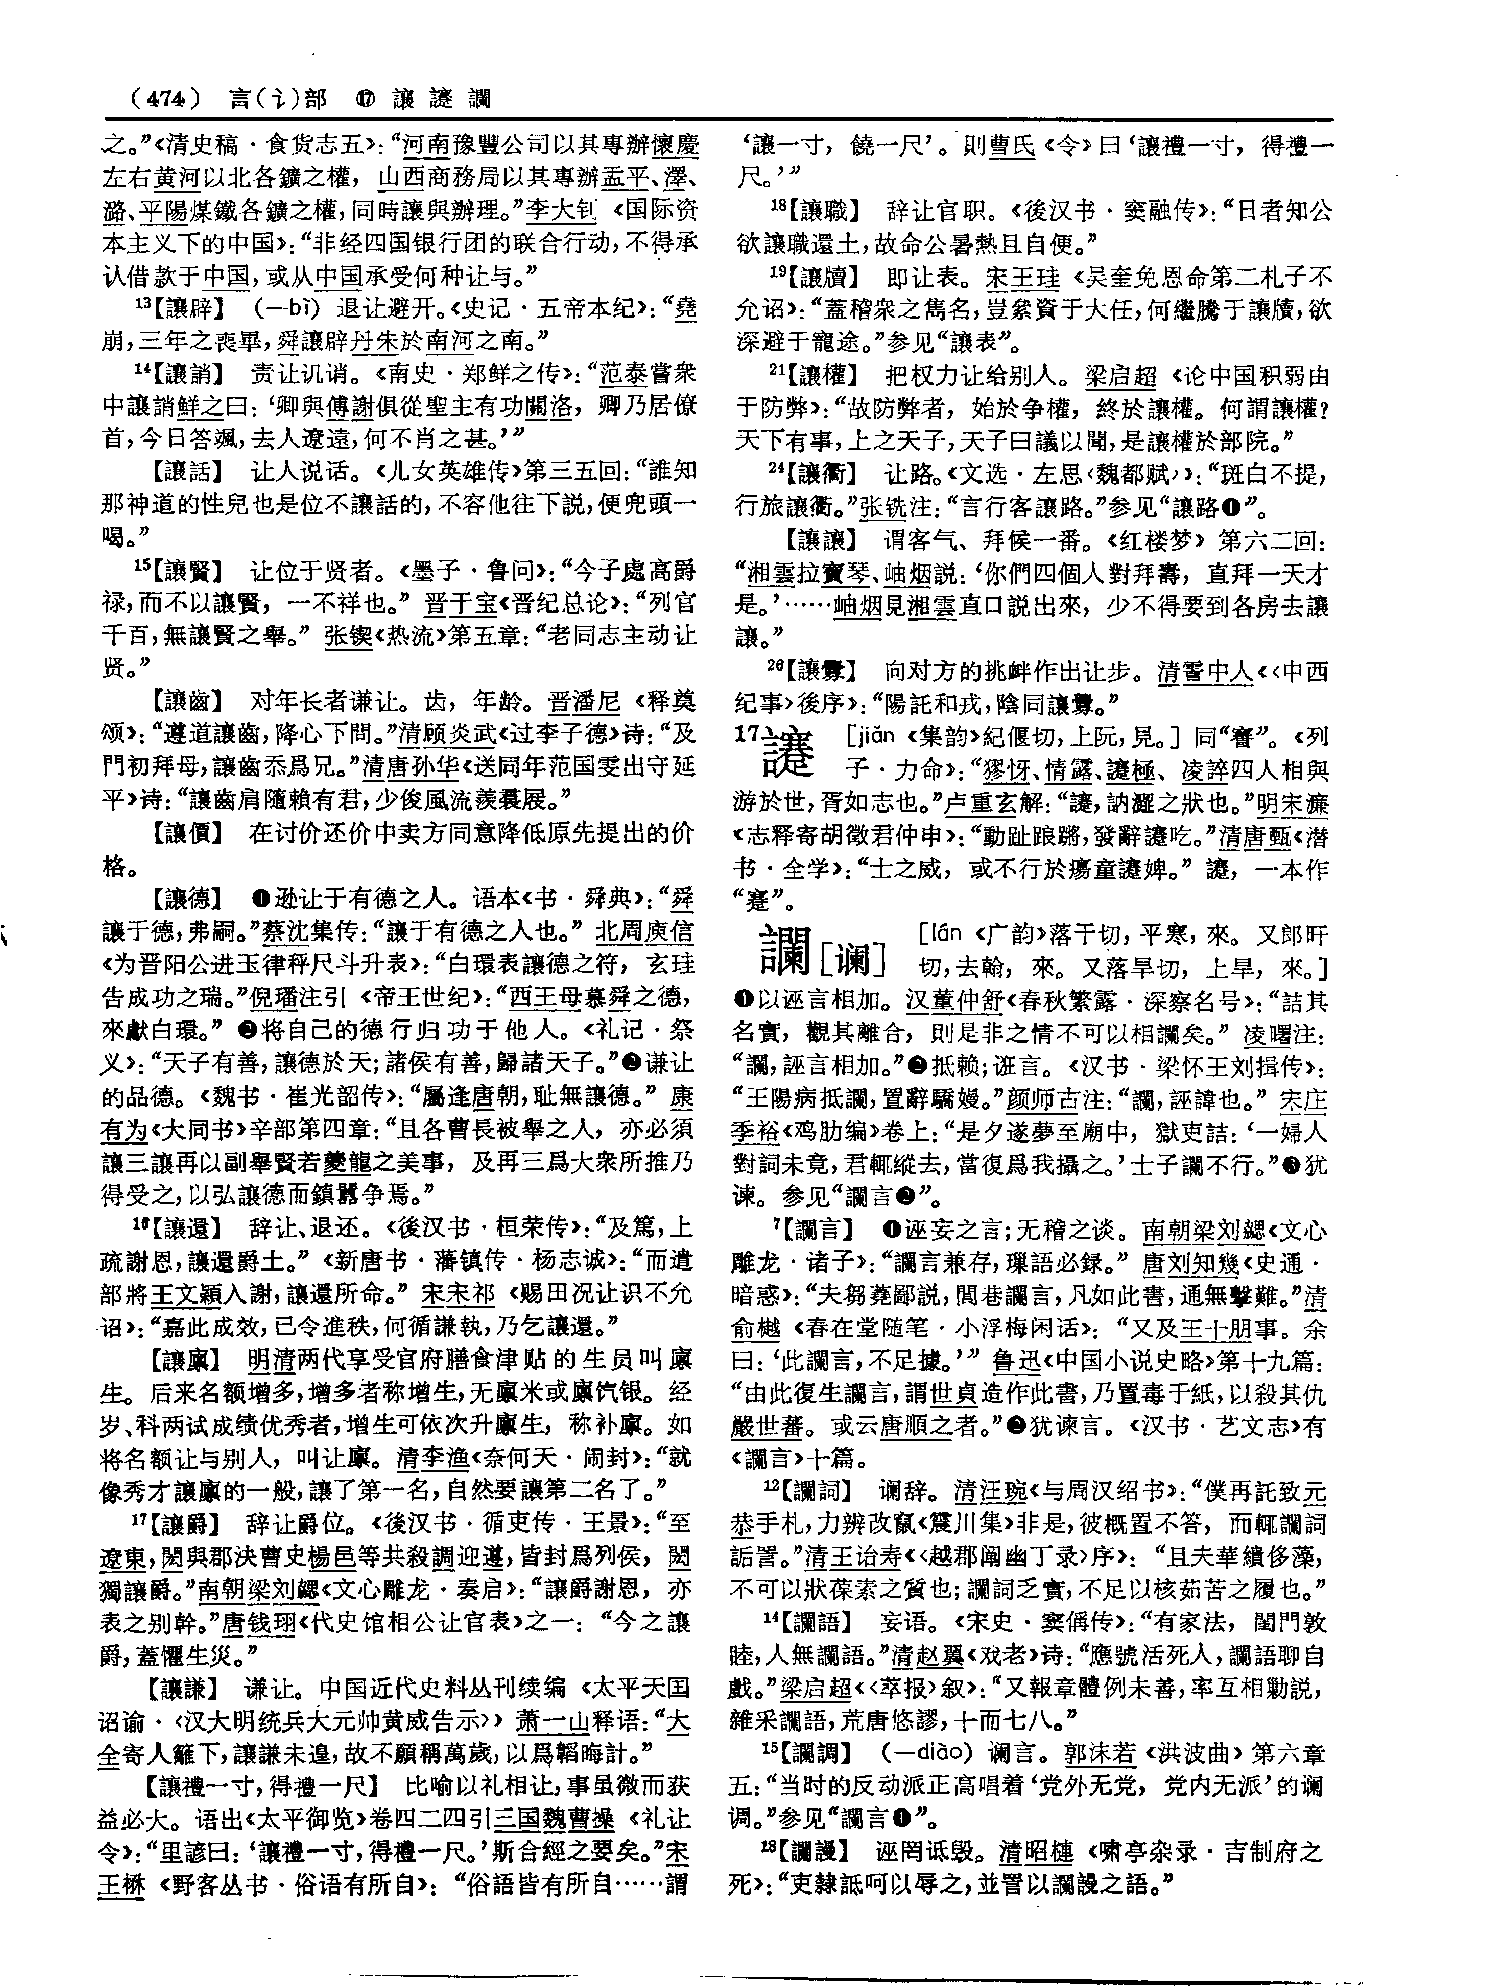 (474) 言(讠)部 ⑰ 讓 讓 讕
之。”《清史稿·食货志五》：“河南豫豐公司以其專辦懷慶
左右黄河以北各鑛之權，山西商務局以其專辦盂平、澤、
潞、平陽煤鐵各鑛之權，同時讓與辦理。”李大钊《国际资
本主义下的中国》：“非经四国银行团的联合行动，不得承
认借款于中国，或从中国承受何种让与。”
13【讓辟】 (—bì) 退让避开。《史记·五帝本纪》：“堯
崩，三年之喪畢，舜讓辟丹朱於南河之南。”
14【讓誚】 责让讥诮。《南史·郑鲜之传》：“范泰嘗衆
中讓誚鮮之曰：‘卿與傅謝俱從聖主有功關洛，卿乃居僚
首，今日答颯，去人遼遠，何不肖之甚。’”
【讓話】 让人说话。《儿女英雄传》第三五回：“誰知
那神道的性兒也是位不讓話的，不容他往下説，便兜頭一
喝。”
15【讓賢】 让位于贤者。《墨子·鲁问》：“今子處高爵
禄，而不以讓賢，一不祥也。”晋于宝《晋纪总论》：“列官
千百，無讓賢之舉。”张锲《热流》第五章：“老同志主动让
贤。”
【讓齒】 对年长者谦让。齿，年龄。晋潘尼《释奠
颂》：“遵道讓齒，降心下問。”清顾炎武《过李子德》诗：“及
門初拜母，讓齒忝爲兄。”清唐孙华《送同年范国雯出守延
平》诗：“讓齒肩隨賴有君，少俊風流羨曩屐。”
【讓價】 在讨价还价中卖方同意降低原先提出的价
格。
【讓德】 ❶逊让于有德之人。语本《书·舜典》：“舜
讓于德，弗嗣。”蔡沈集传：“讓于有德之人也。”北周庾信
《为晋阳公进玉律秤尺斗升表》：“白環表讓德之符，玄珪
告成功之瑞。”倪璠注引《帝王世纪》：“西王母慕舜之德，
來獻白環。”❷将自己的德行归功于他人。《礼记·祭
义》：“天子有善，讓德於天；諸侯有善，歸諸天子。”❸谦让
的品德。《魏书·崔光韶传》：“屬逢唐朝，耻無讓德。”康
有为《大同书》辛部第四章：“且各曹長被舉之人，亦必須
讓三讓再以副舉賢若夔龍之美事，及再三爲大衆所推乃
得受之，以弘讓德而鎮囂争焉。”
16【讓還】 辞让、退还。《後汉书·桓荣传》：“及篤，上
疏謝恩，讓還爵土。”《新唐书·藩镇传·杨志诚》：“而遣
部將王文穎入謝，讓還所命。”宋宋祁《赐田况让识不允
诏》：“嘉此成效，已令進秩，何循謙執，乃乞讓還。”
【讓廩】 明清两代享受官府膳食津贴的生员叫廪
生。后来名额增多，增多者称增生，无廪米或廪饩银。经
岁、科两试成绩优秀者，增生可依次升廪生，称补廪。如
将名额让与别人，叫让廪。清李渔《奈何天·闹封》：“就
像秀才讓廩的一般，讓了第一名，自然要讓第二名了。”
17【讓爵】 辞让爵位。《後汉书·循吏传·王景》：“至
遼東，閎與郡決曹史楊邑等共殺調迎遵，皆封爲列侯，閎
獨讓爵。”南朝梁刘勰《文心雕龙·奏启》：“讓爵謝恩，亦
表之别幹。”唐钱珝《代史馆相公让官表》之一：“今之讓
爵，蓋懼生災。”
【讓謙】 谦让。中国近代史料丛刊续编《太平天囯
诏谕·〈汉大明统兵大元帅黄威告示〉》萧一山释语：“大
全寄人籬下，讓謙未遑，故不願稱萬歲，以爲韜晦計。”
【讓禮一寸，得禮一尺】 比喻以礼相让，事虽微而获
益必大。语出《太平御览》卷四二四引三国魏曹操《礼让
令》：“里諺曰：‘讓禮一寸，得禮一尺。’斯合經之要矣。”宋
王楙《野客丛书·俗语有所自》：“俗語皆有所自……謂
‘讓一寸，饒一尺’。則曹氏《令》曰‘讓禮一寸，得禮一
尺。’”
18【讓職】 辞让官职。《後汉书·窦融传》：“日者知公
欲讓職還土，故命公暑熱且自便。”
19【讓牘】 即让表。宋王珪《吴奎免恩命第二札子不
允诏》：“蓋稽衆之雋名，豈紊資于大任，何繼騰于讓牘，欲
深避于寵途。”参见“讓表”。
21【讓權】 把权力让给别人。梁启超《论中国积弱由
于防弊》：“故防弊者，始於争權，終於讓權。何謂讓權？
天下有事，上之天子，天子曰議以聞，是讓權於部院。”
24【讓衢】 让路。《文选·左思〈魏都赋〉》：“斑白不提，
行旅讓衢。”张铣注：“言行客讓路。”参见“讓路❶”。
【讓讓】 谓客气、拜候一番。《红楼梦》第六二回：
“湘雲拉寶琴、岫烟説：‘你們四個人對拜壽，直拜一天才
是。’……岫烟見湘雲直口説出來，少不得要到各房去讓
讓。”
26【讓釁】 向对方的挑衅作出让步。清霅中人《〈中西
纪事〉後序》：“陽託和戎，陰同讓釁。”
17讓 [jiǎn《集韵》紀偃切，上阮，見。] 同“謇”。《列
子·力命》：“㺒㤉、情露、讓極、凌誶四人相與
游於世，胥如志也。”卢重玄解：“讓，訥澀之狀也。”明宋濂
《志释寄胡徵君仲申》：“動趾踉蹡，發辭讓吃。”清唐甄《潜
书·全学》：“士之威，或不行於瘍童讓婢。”讓，一本作
“蹇”。
讕[谰] [lán《广韵》落干切，平寒，來。又郎旰
切，去翰，來。又落旱切，上旱，來。]
❶以诬言相加。汉董仲舒《春秋繁露·深察名号》：“詰其
名實，觀其離合，則是非之情不可以相讕矣。”凌曙注：
“讕，誣言相加。”❷抵赖；诳言。《汉书·梁怀王刘揖传》：
“王陽病抵讕，置辭驕嫚。”颜师古注：“讕，誣諱也。”宋庄
季裕《鸡肋编》卷上：“是夕遂夢至廟中，獄吏詰：‘一婦人
對詞未竟，君輒縱去，當復爲我攝之。’士子讕不行。”❸犹
谏。参见“讕言❷”。
7【讕言】 ❶诬妄之言；无稽之谈。南朝梁刘勰《文心
雕龙·诸子》：“讕言兼存，璅語必録。”唐刘知幾《史通·
暗惑》：“夫芻蕘鄙説，閭巷讕言，凡如此書，通無擊難。”清
俞樾《春在堂随笔·小浮梅闲话》：“又及王十朋事。余
曰：‘此讕言，不足據。’”鲁迅《中国小说史略》第十九篇：
“由此復生讕言，謂世貞造作此書，乃置毒于紙，以殺其仇
嚴世蕃。或云唐順之者。”❷犹谏言。《汉书·艺文志》有
《讕言》十篇。
12【讕詞】 谰辞。清汪琬《与周汉绍书》：“僕再託致元
恭手札，力辨改竄《震川集》非是，彼概置不答，而輒讕詞
詬詈。”清王诒寿《〈越郡阐幽丁录〉序》：“且夫華繢侈藻，
不可以狀葆素之質也；讕詞乏實，不足以核茹苦之履也。”
14【讕語】 妄语。《宋史·窦偁传》：“有家法，閨門敦
睦，人無讕語。”清赵翼《戏老》诗：“應號活死人，讕語聊自
戲。”梁启超《〈萃报〉叙》：“又報章體例未善，率互相勦説，
雜采讕語，荒唐悠謬，十而七八。”
15【讕調】 (—diào) 谰言。郭沫若《洪波曲》第六章
五：“当时的反动派正高唱着‘党外无党，党内无派’的谰
调。”参见“讕言❶”。
18【讕謾】 诬罔诋毁。清昭梿《啸亭杂录·吉制府之
死》：“吏隸詆呵以辱之，並詈以讕謾之語。”